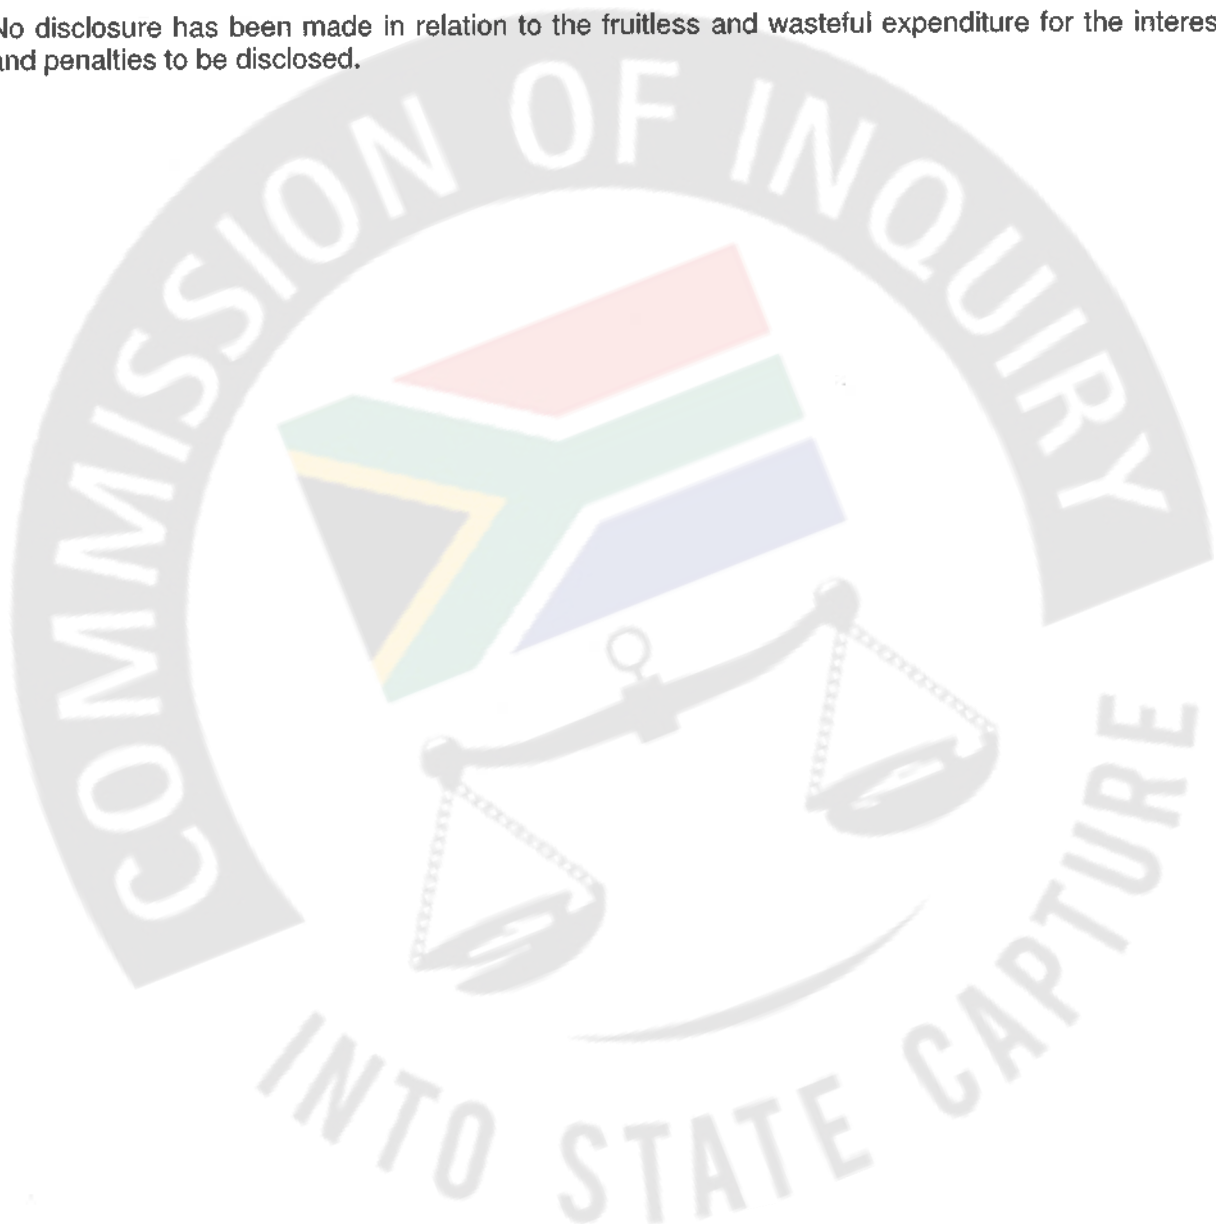 No disclosure has been made in relation to the fruitless and wasteful expenditure for the interes
and penalties to be disclosed.
COMMISSION OF INQUIRY
INTO STATE CAPTURE